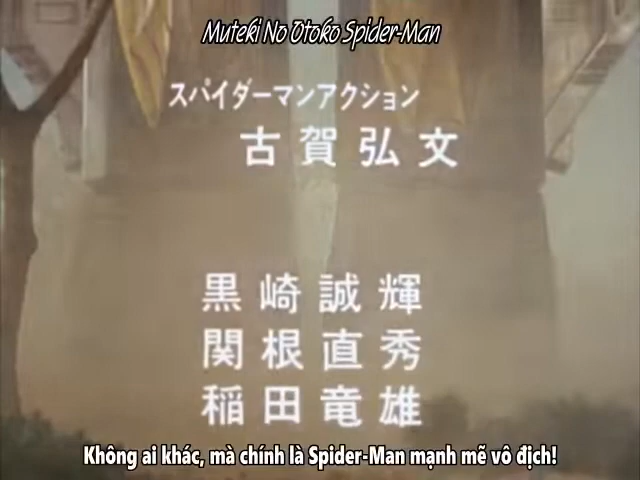 Muteki No Otoko Spider-Man
スパイダーマンアクション
古賀弘文
黒崎誠輝
関根直秀
稲田竜雄
Không ai khác, mà chính là Spider-Man mạnh mẽ vô địch!